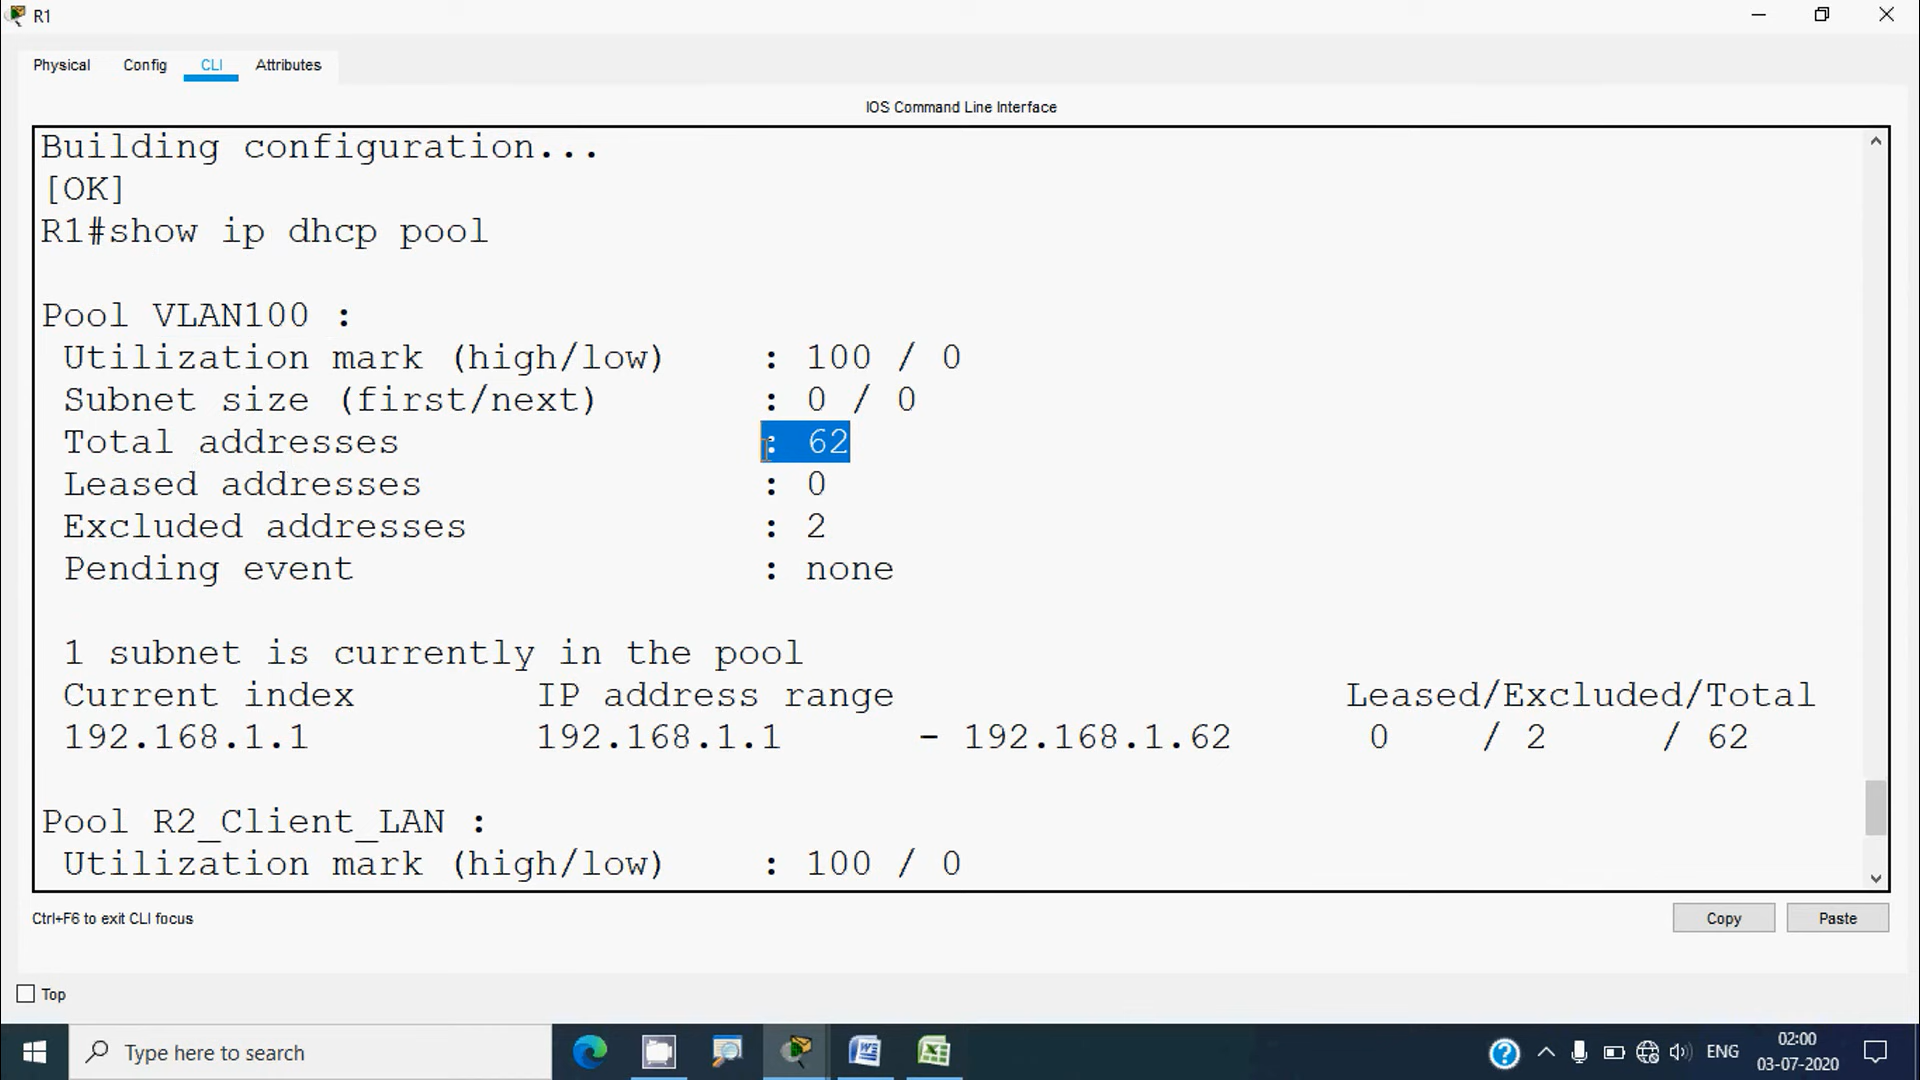 R1
Physical Config CLI Attributes
IOS Command Line Interface
Building configuration...
[OK]
R1#show ip dhcp pool
Pool VLAN100 :
Utilization mark (high/low) : 100 / 0
Subnet size (first/next) : 0 / 0
Total addresses : 62
Leased addresses : 0
Excluded addresses : 2
Pending event : none
1 subnet is currently in the pool
Current index IP address range Leased/Excluded/Total
192.168.1.1 192.168.1.1 - 192.168.1.62 0 / 2 / 62
Pool R2_Client_LAN :
Utilization mark (high/low) : 100 / 0
Ctrl+F6 to exit CLI focus
Copy Paste
Top
Type here to search
ENG
02:00
03-07-2020